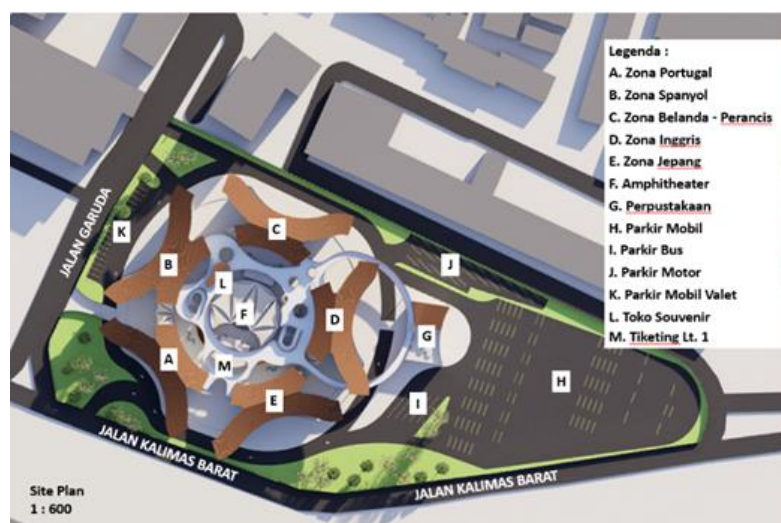 Legenda :
A. Zona Portugal
B. Zona Spanyol
C. Zona Belanda - Perancis
D. Zona Inggris
E. Zona Jepang
F. Amphitheater
G. Perpustakaan
H. Parkir Mobil
I. Parkir Bus
J. Parkir Motor
K. Parkir Mobil Valet
L. Toko Souvenir
M. Tiketing Lt. 1
JALAN GARUDA
K
C
B
L
J
F
D
G
A
M
H
E
I
JALAN KALIMAS BARAT
JALAN KALIMAS BARAT
Site Plan
1 : 600